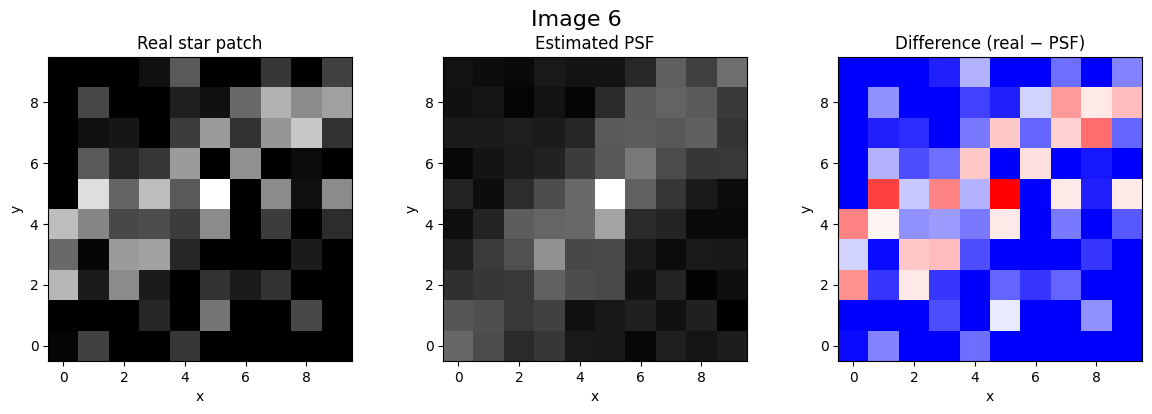 Image 6
Real star patch
Estimated PSF
Difference (real − PSF)
8
6
4
2
0
y
0 2 4 6 8
x
8
6
4
2
0
y
0 2 4 6 8
x
8
6
4
2
0
y
0 2 4 6 8
x